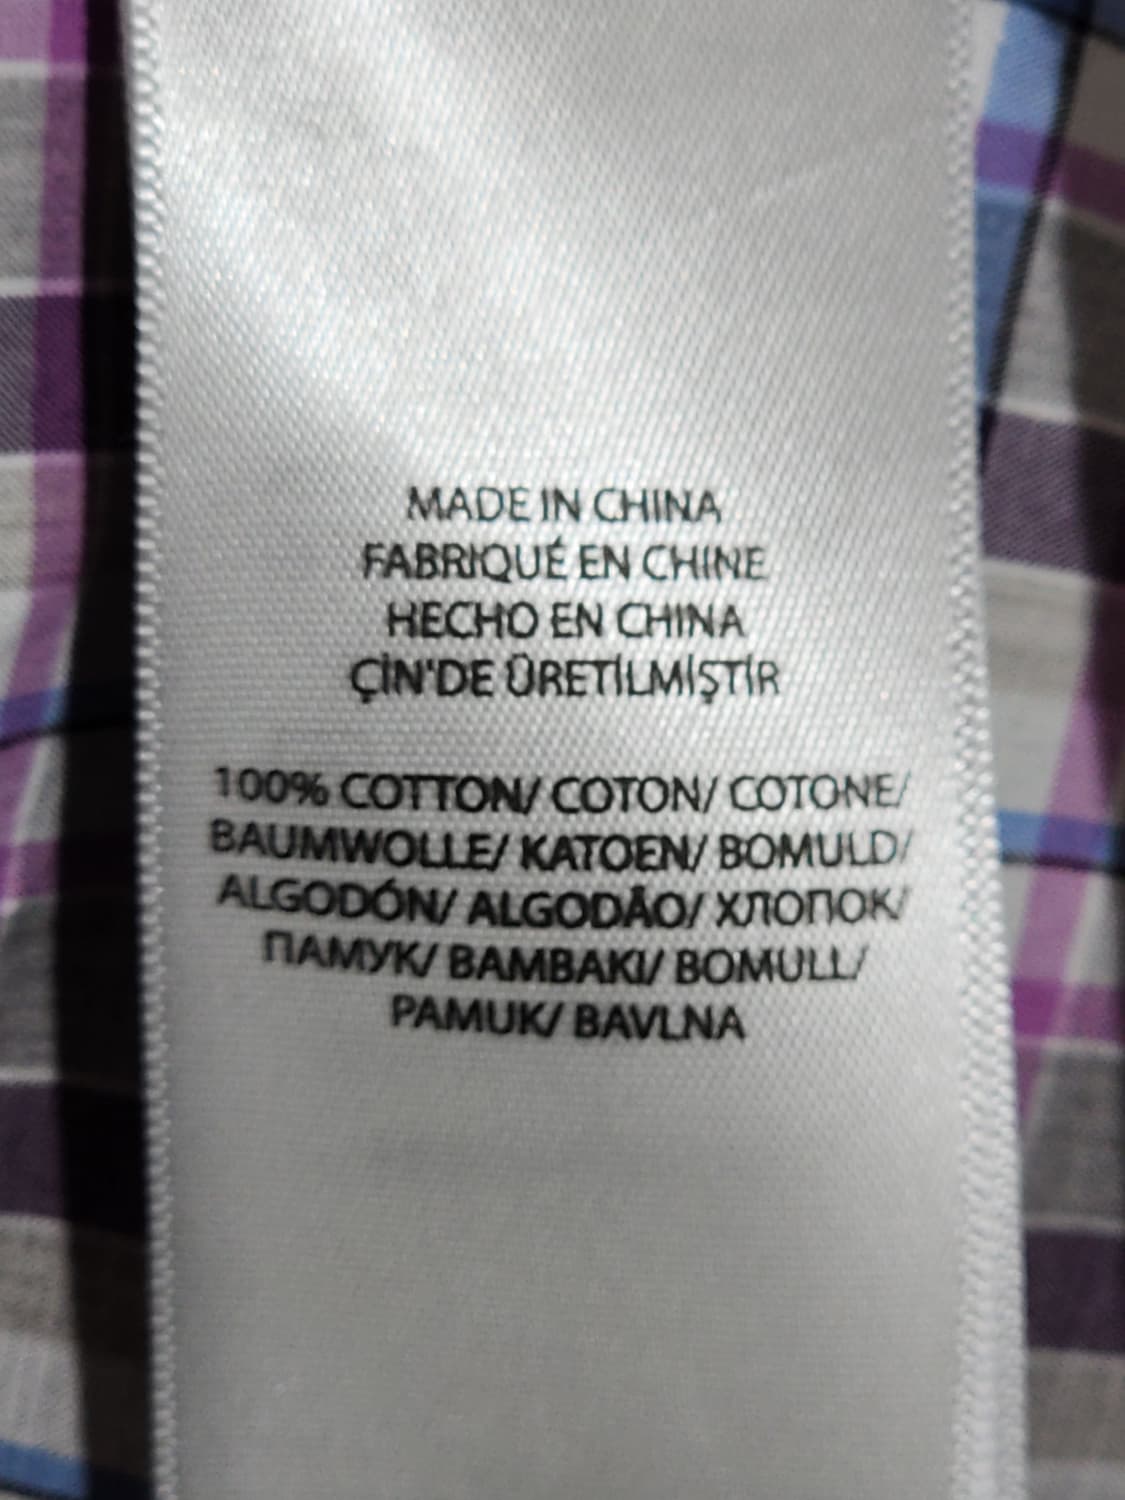 MADE IN CHINA
FABRIQUÉ EN CHINE
HECHO EN CHINA
ÇİN'DE ÜRETİLMİŞTİR
100% COTTON/ COTON/ COTONE/
BAUMWOLLE/ KATOEN/ BOMULD/
ALGODÓN/ ALGODÃO/ ХЛОПОК/
ПАМУК/ ΒΑΜΒΑΚΙ/ BOMULL/
PAMUK/ BAVLNA